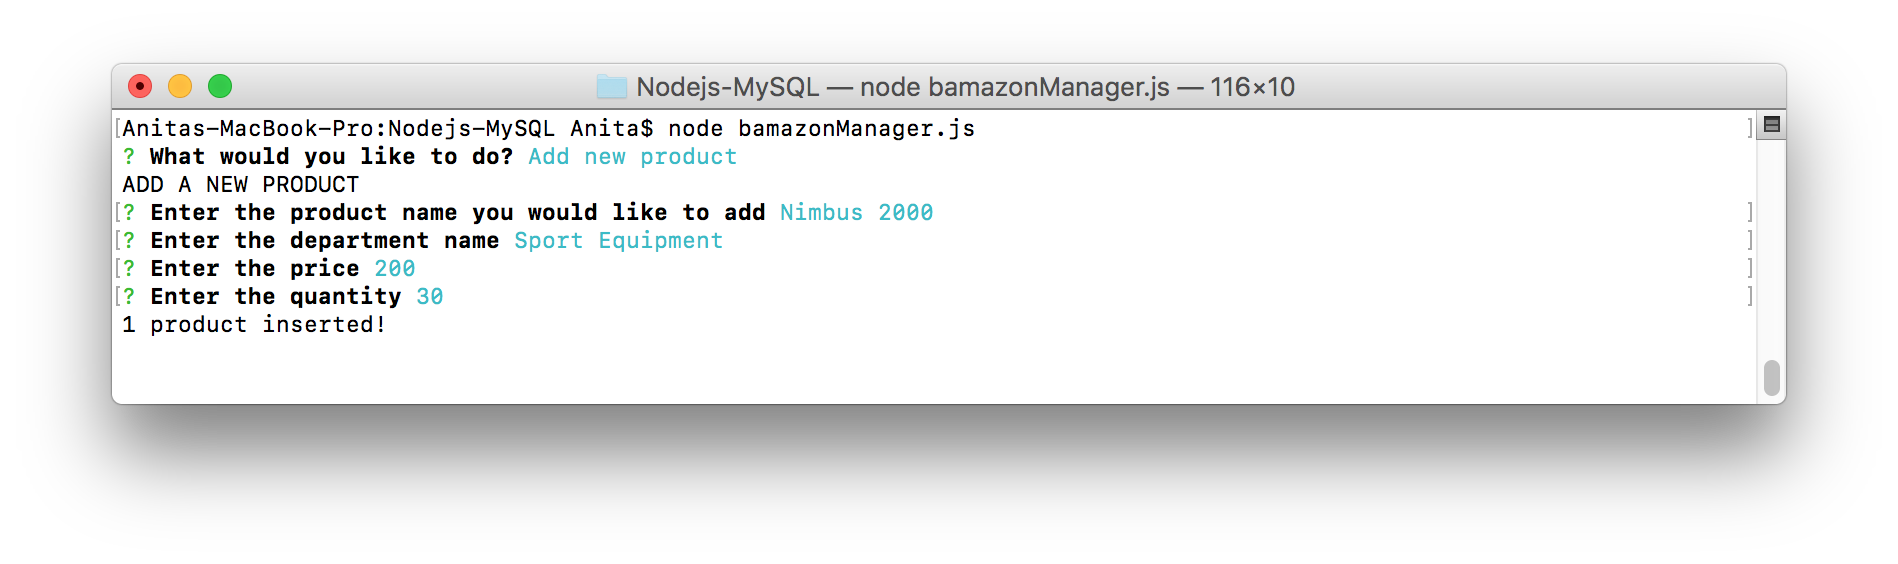 Nodejs-MySQL — node bamazonManager.js — 116×10
[Anitas-MacBook-Pro:Nodejs-MySQL Anita$ node bamazonManager.js ]
? What would you like to do? Add new product
ADD A NEW PRODUCT
[? Enter the product name you would like to add Nimbus 2000 ]
[? Enter the department name Sport Equipment ]
[? Enter the price 200 ]
[? Enter the quantity 30 ]
1 product inserted!